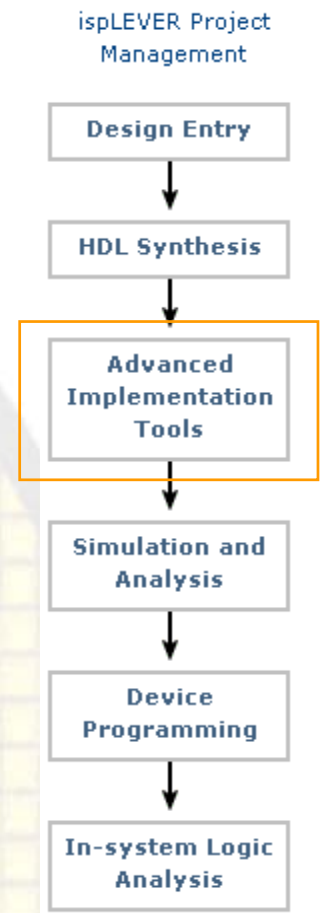 ispLEVER Project
Management
Design Entry
HDL Synthesis
Advanced
Implementation
Tools
Simulation and
Analysis
Device
Programming
In-system Logic
Analysis